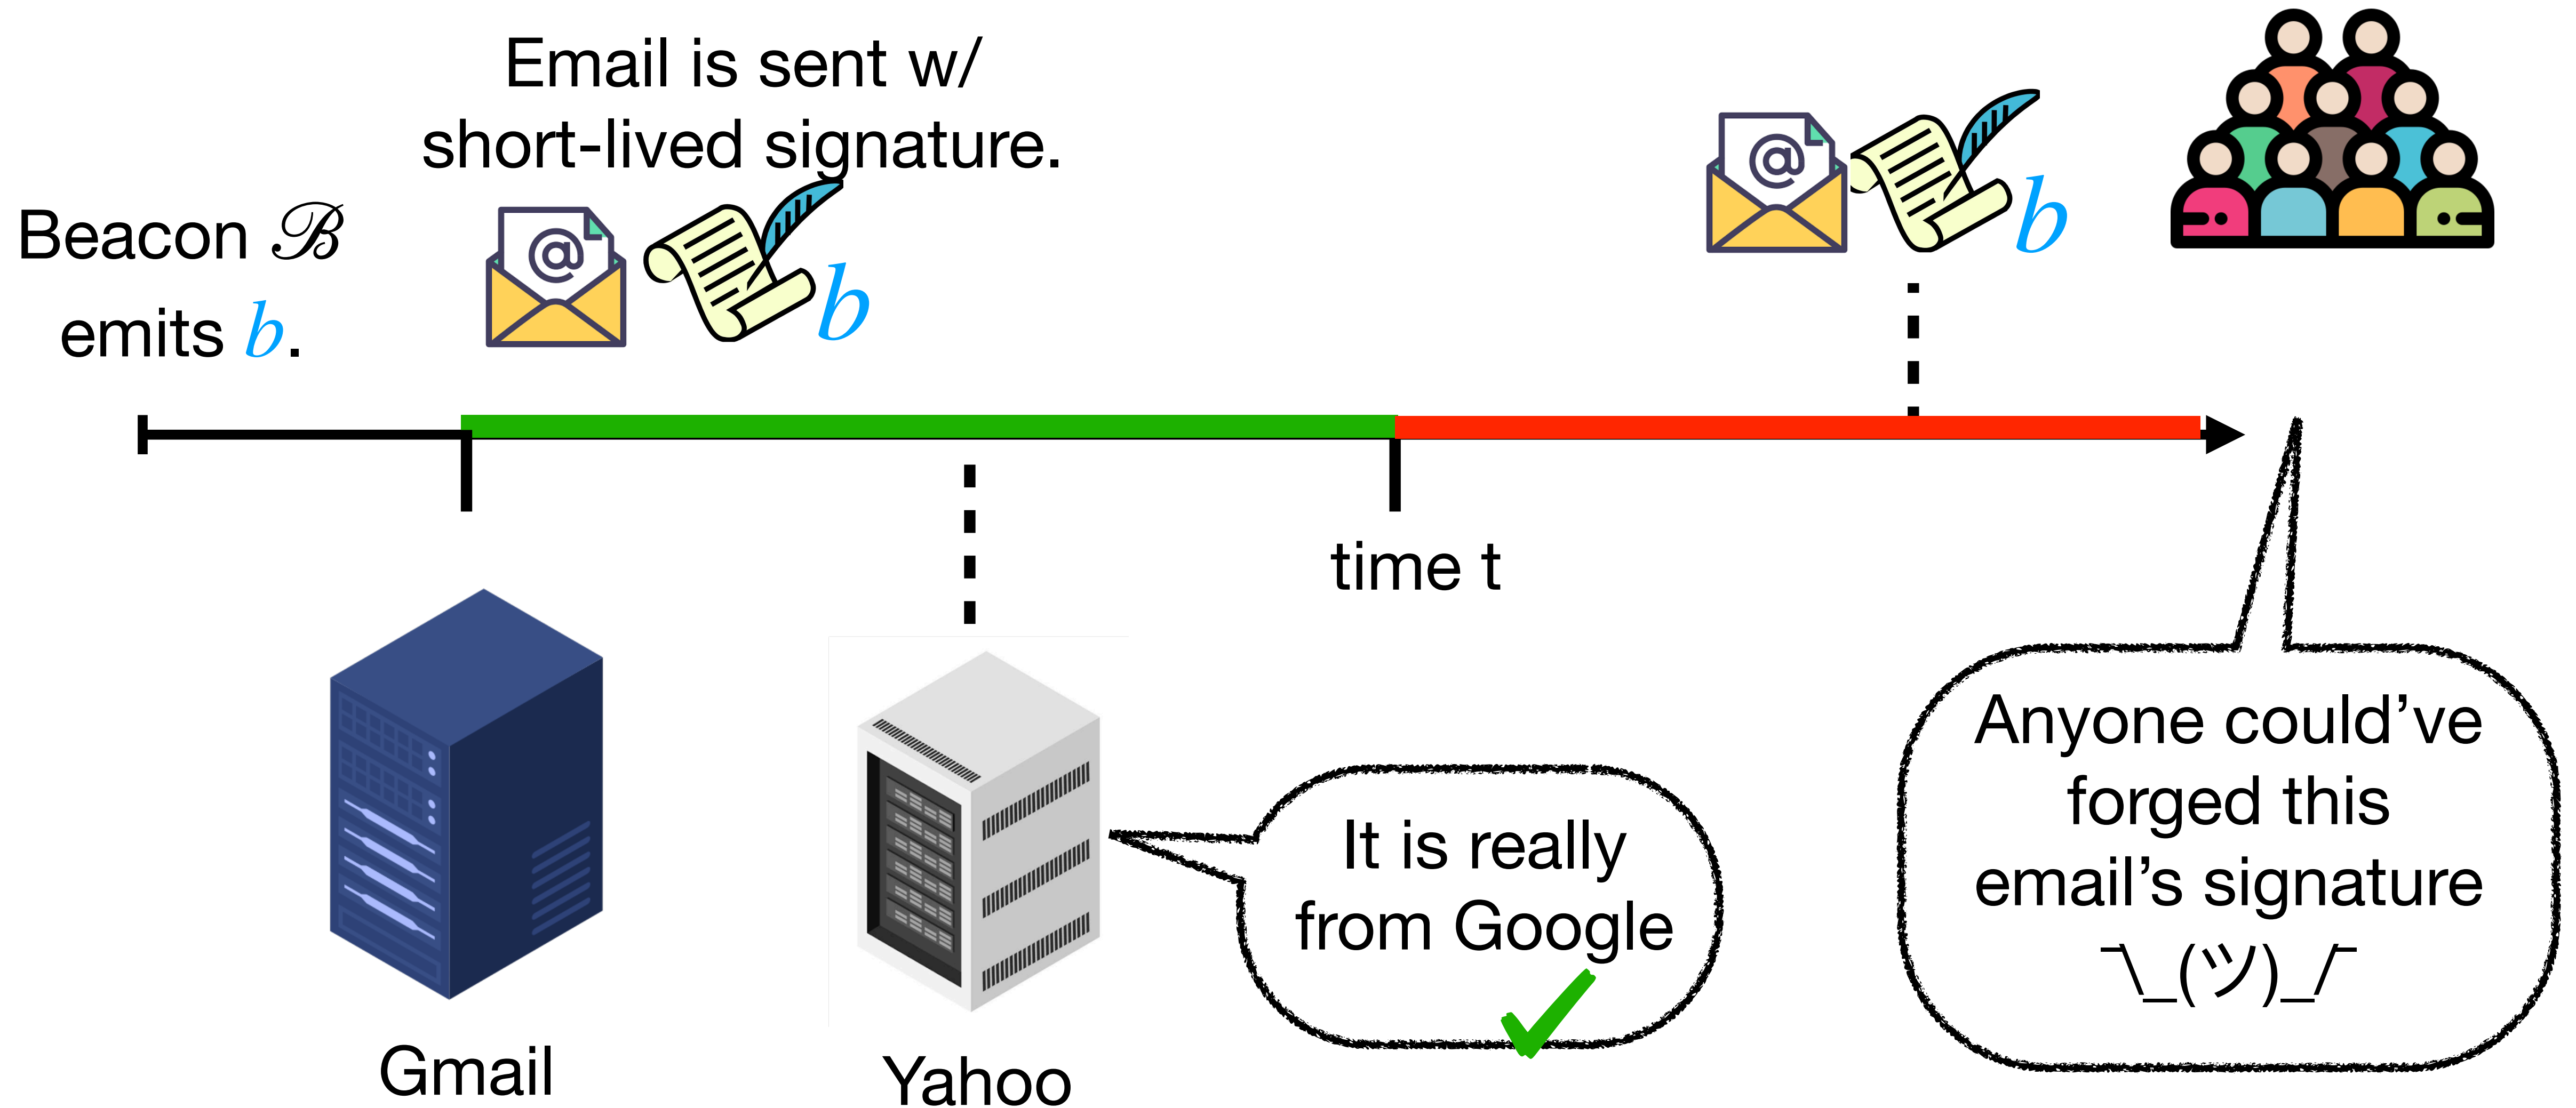 Email is sent w/
short-lived signature.
Beacon ℬ
emits b.
@
b
@
b
time t
Gmail
Yahoo
It is really
from Google
Anyone could’ve
forged this
email’s signature
¯\_(ツ)_/¯